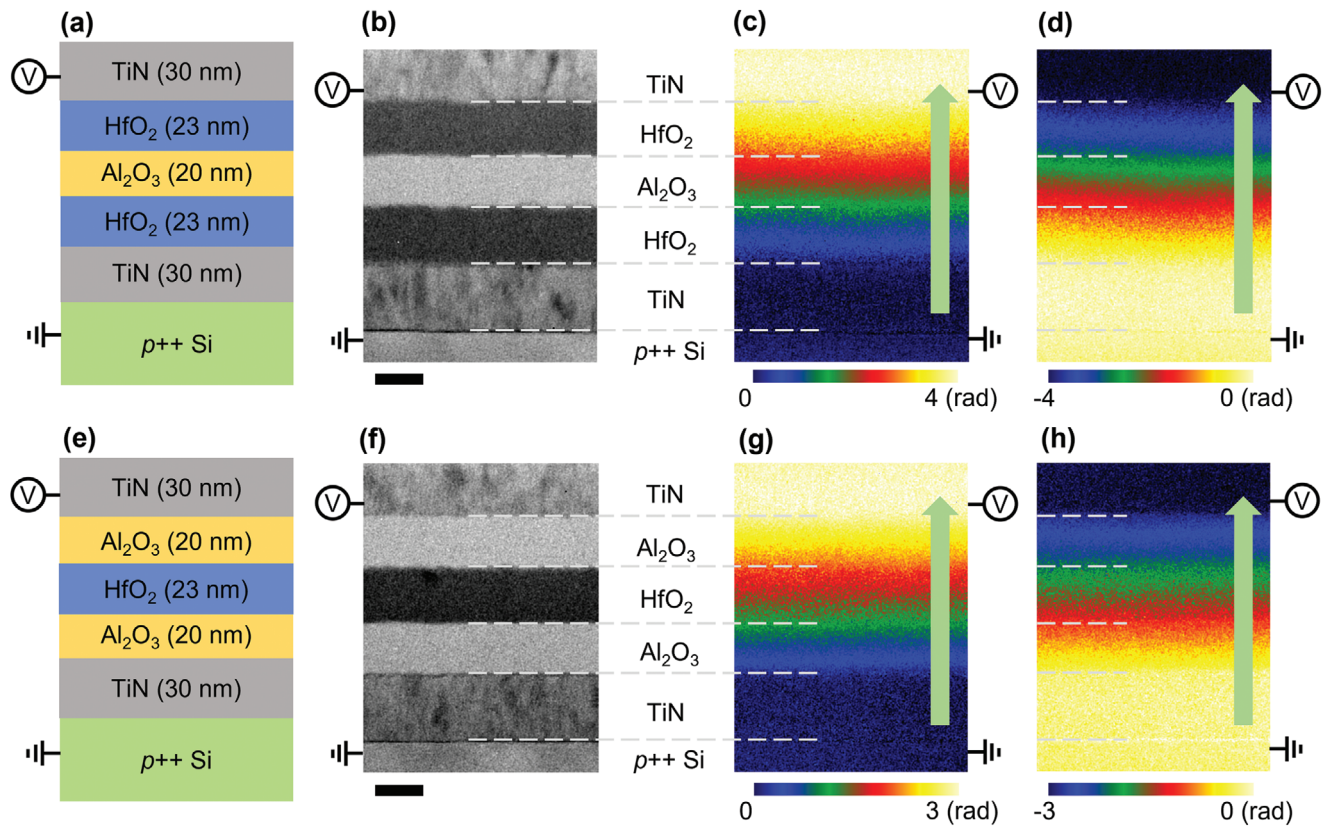 (a)
(b)
(c)
(d)
V
TiN (30 nm)
HfO₂ (23 nm)
Al₂O₃ (20 nm)
HfO₂ (23 nm)
TiN (30 nm)
p++ Si
V
TiN
HfO₂
Al₂O₃
HfO₂
TiN
p++ Si
V
0 4 (rad)
V
-4 0 (rad)
(e)
(f)
(g)
(h)
V
TiN (30 nm)
Al₂O₃ (20 nm)
HfO₂ (23 nm)
Al₂O₃ (20 nm)
TiN (30 nm)
p++ Si
V
TiN
Al₂O₃
HfO₂
Al₂O₃
TiN
p++ Si
V
0 3 (rad)
V
-3 0 (rad)